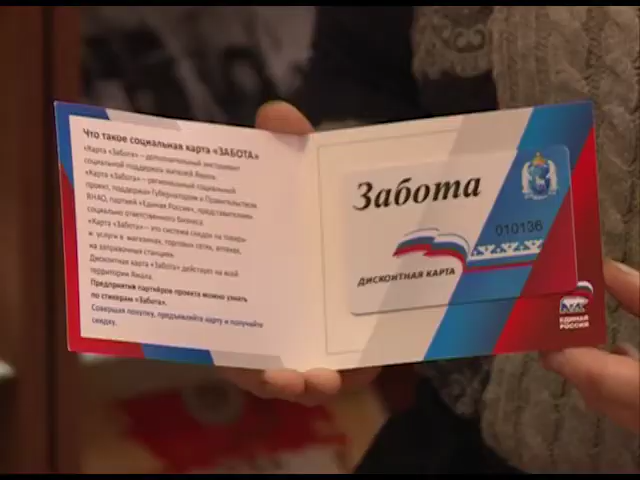 Что такое социальная карта «ЗАБОТА»
«Карта «Забота» – дополнительный инструмент
социальной поддержки жителей Ямала.
«Карта «Забота» – региональный социальный
проект, поддержан Губернатором и Правительством
ЯНАО, партией «Единая Россия», представителями
социально ответственного бизнеса.
«Карта «Забота» – это система скидок на товары
и услуги в магазинах, торговых сетях, аптеках,
на заправочных станциях.
Дисконтная карта «Забота» действует на всей
территории Ямала.
Предприятия партнёров проекта можно узнать
по стикерам «Забота».
Совершая покупку, предъявляйте карту и получайте
скидку.
Забота
010136
ДИСКОНТНАЯ КАРТА
ЕДИНАЯ
РОССИЯ